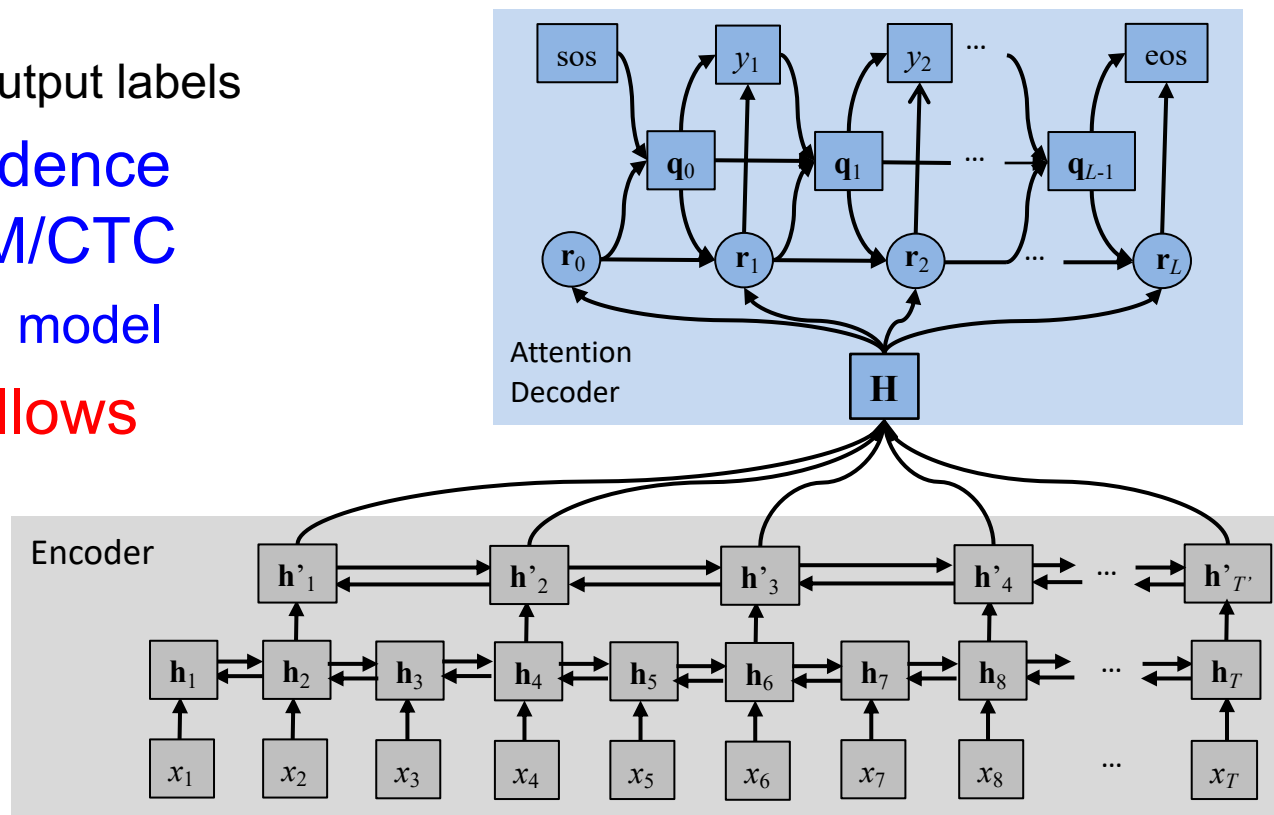 utput labels
dence
M/CTC
model
llows
sos y1 y2 ... eos
q0 q1 ... qL-1
r0 r1 r2 ... rL
Attention
Decoder
H
Encoder
h’1 h’2 h’3 h’4 ... h’T’
h1 h2 h3 h4 h5 h6 h7 h8 ... hT
x1 x2 x3 x4 x5 x6 x7 x8 ... xT